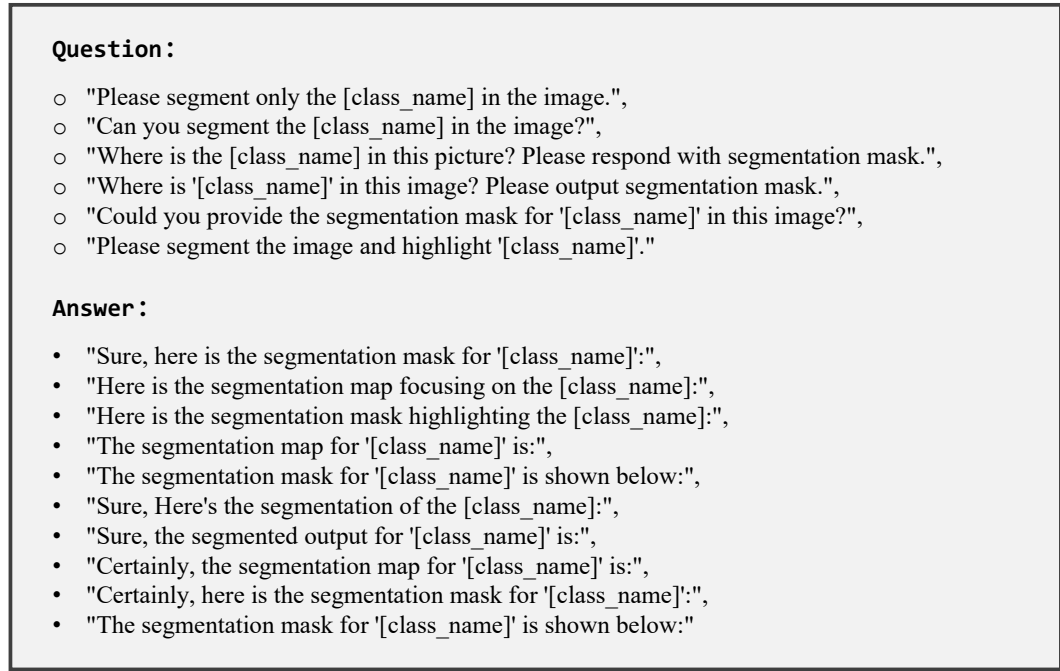 Question:
○ "Please segment only the [class_name] in the image.",
○ "Can you segment the [class_name] in the image?",
○ "Where is the [class_name] in this picture? Please respond with segmentation mask.",
○ "Where is '[class_name]' in this image? Please output segmentation mask.",
○ "Could you provide the segmentation mask for '[class_name]' in this image?",
○ "Please segment the image and highlight '[class_name]'."
Answer:
• "Sure, here is the segmentation mask for '[class_name]':",
• "Here is the segmentation map focusing on the [class_name]:",
• "Here is the segmentation mask highlighting the [class_name]:",
• "The segmentation map for '[class_name]' is:",
• "The segmentation mask for '[class_name]' is shown below:",
• "Sure, Here's the segmentation of the [class_name]:",
• "Sure, the segmented output for '[class_name]' is:",
• "Certainly, the segmentation map for '[class_name]' is:",
• "Certainly, here is the segmentation mask for '[class_name]':",
• "The segmentation mask for '[class_name]' is shown below:"